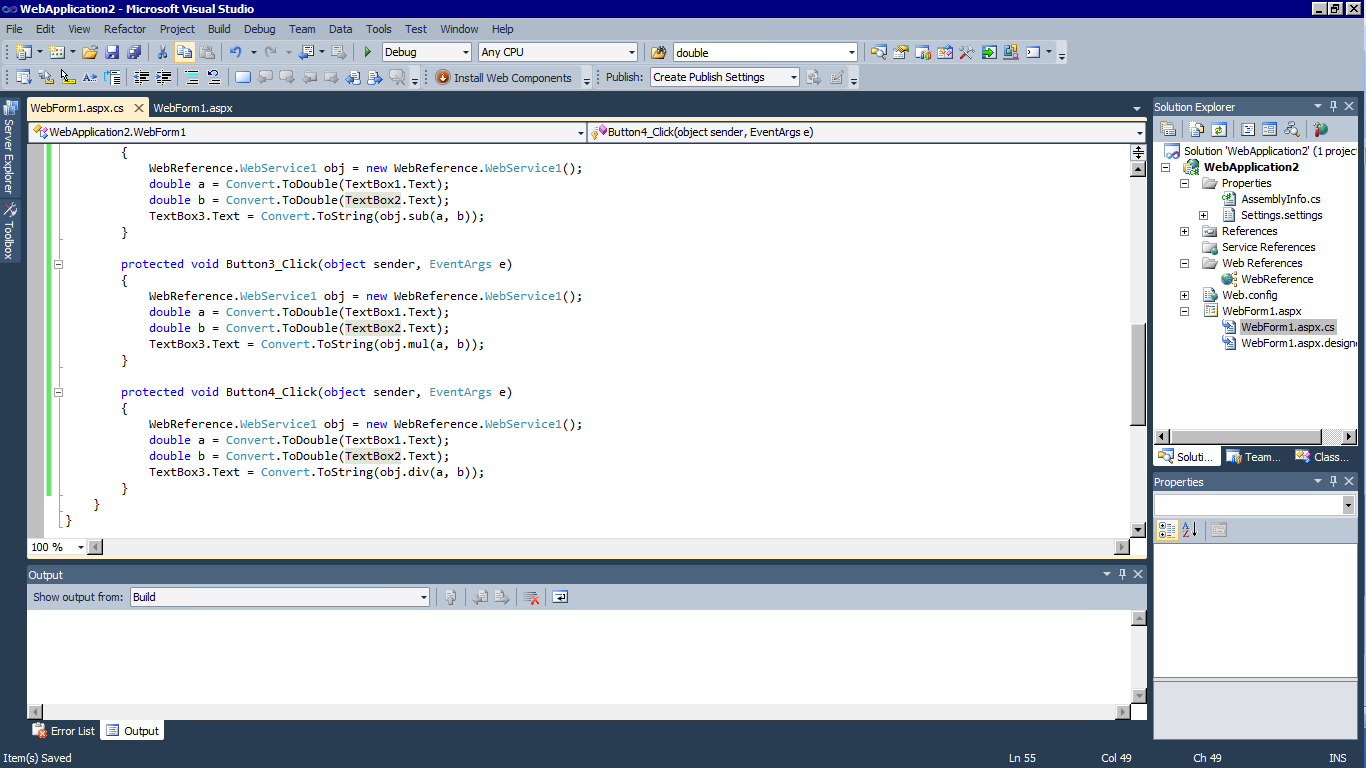 WebApplication2 - Microsoft Visual Studio
File Edit View Refactor Project Build Debug Team Data Tools Test Window Help
Debug Any CPU double
Install Web Components Publish: Create Publish Settings
Server Explorer
Toolbox
WebForm1.aspx.cs WebForm1.aspx
WebApplication2.WebForm1 Button4_Click(object sender, EventArgs e)
{
WebReference.WebService1 obj = new WebReference.WebService1();
double a = Convert.ToDouble(TextBox1.Text);
double b = Convert.ToDouble(TextBox2.Text);
TextBox3.Text = Convert.ToString(obj.sub(a, b));
}
protected void Button3_Click(object sender, EventArgs e)
{
WebReference.WebService1 obj = new WebReference.WebService1();
double a = Convert.ToDouble(TextBox1.Text);
double b = Convert.ToDouble(TextBox2.Text);
TextBox3.Text = Convert.ToString(obj.mul(a, b));
}
protected void Button4_Click(object sender, EventArgs e)
{
WebReference.WebService1 obj = new WebReference.WebService1();
double a = Convert.ToDouble(TextBox1.Text);
double b = Convert.ToDouble(TextBox2.Text);
TextBox3.Text = Convert.ToString(obj.div(a, b));
}
}
}
100 %
Output
Show output from: Build
Error List Output
Solution Explorer
Solution 'WebApplication2' (1 projec
WebApplication2
Properties
AssemblyInfo.cs
Settings.settings
References
Service References
Web References
WebReference
Web.config
WebForm1.aspx
WebForm1.aspx.cs
WebForm1.aspx.designe
Soluti... Team... Class...
Properties
Item(s) Saved Ln 55 Col 49 Ch 49 INS